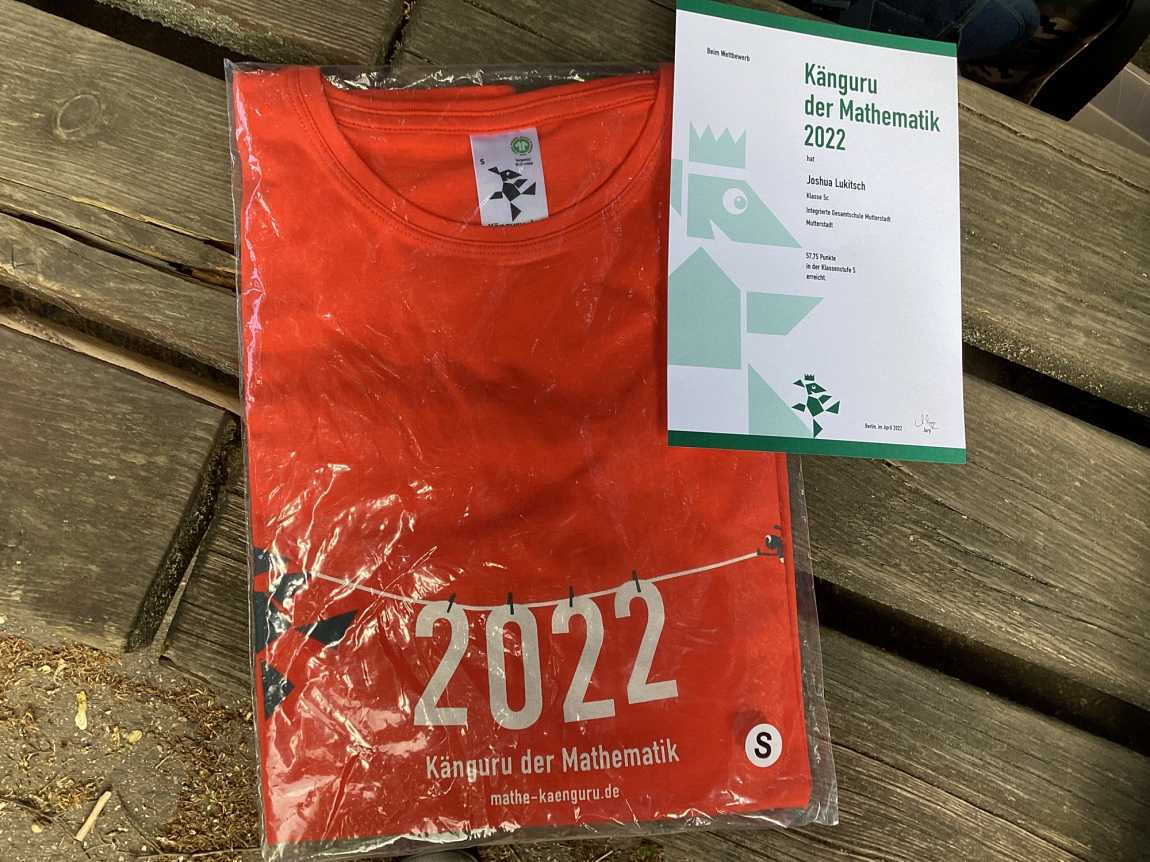 S
Beim Wettbewerb
Känguru
der Mathematik
2022
hat
Joshua Lukitsch
Klasse 5c
Integrierte Gesamtschule Mutterstadt
Mutterstadt
57,75 Punkte
in der Klassenstufe 5
erreicht.
Berlin, im April 2022
2022
Känguru der Mathematik
mathe-kaenguru.de
S